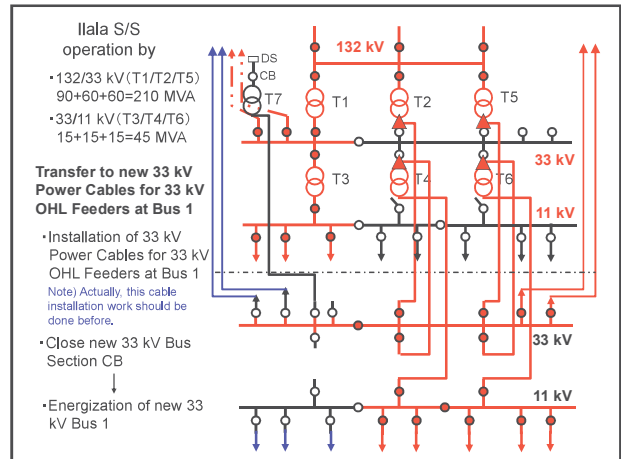 Ilala S/S
operation by
・132/33 kV (T1/T2/T5)
90+60+60=210 MVA
・33/11 kV (T3/T4/T6)
15+15+15=45 MVA
Transfer to new 33 kV
Power Cables for 33 kV
OHL Feeders at Bus 1
・Installation of 33 kV
Power Cables for 33 kV
OHL Feeders at Bus 1
Note) Actually, this cable
installation work should be
done before.
・Close new 33 kV Bus
Section CB
・Energization of new 33
kV Bus 1
132 kV
DS
CB
T7
T1
T2
T5
33 kV
T3
T4
T6
11 kV
33 kV
11 kV